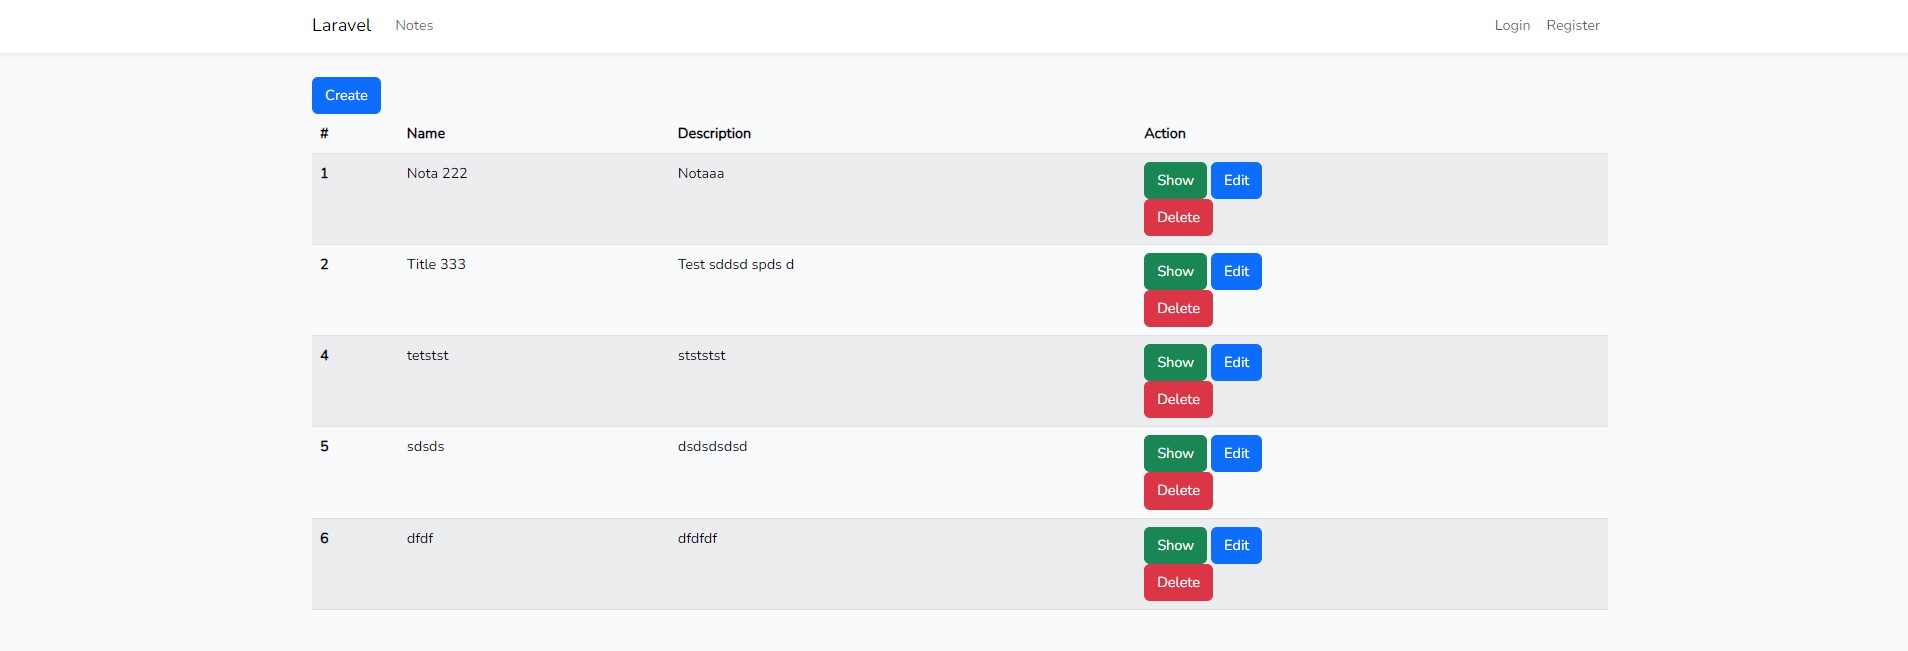 Laravel Notes Login Register
Create
# Name Description Action
1 Nota 222 Notaaa Show Edit
Delete
2 Title 333 Test sddsd spds d Show Edit
Delete
4 tetstst stststst Show Edit
Delete
5 sdsds dsdsdsdsd Show Edit
Delete
6 dfdf dfdfdf Show Edit
Delete